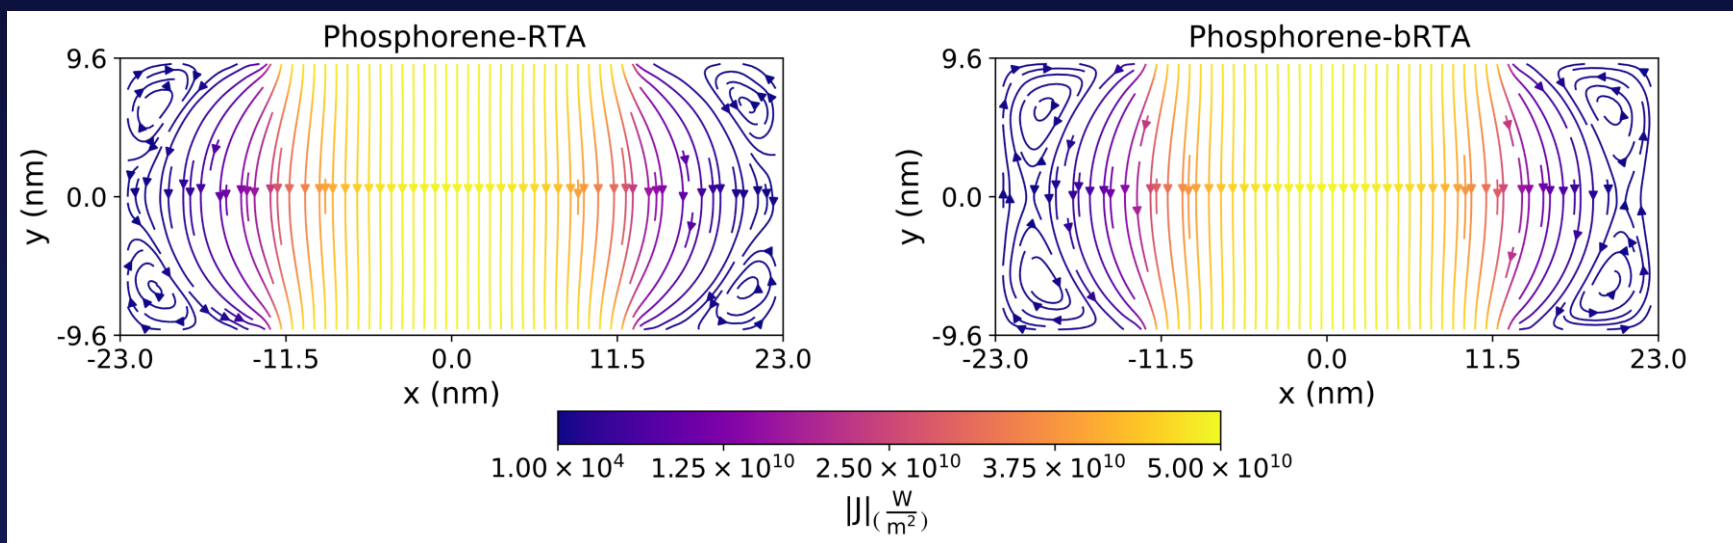 Phosphorene-RTA
9.6
0.0
-9.6
y (nm)
-23.0 -11.5 0.0 11.5 23.0
x (nm)
Phosphorene-bRTA
9.6
0.0
-9.6
y (nm)
-23.0 -11.5 0.0 11.5 23.0
x (nm)
1.00 × 10⁴ 1.25 × 10¹⁰ 2.50 × 10¹⁰ 3.75 × 10¹⁰ 5.00 × 10¹⁰
|J| (W/m²)